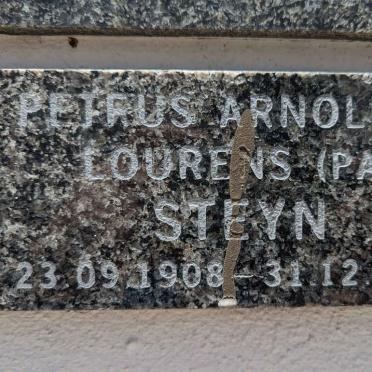 PETRUS ARNOL
LOURENS (PA
STEYN
23.09.1908 - 31.12